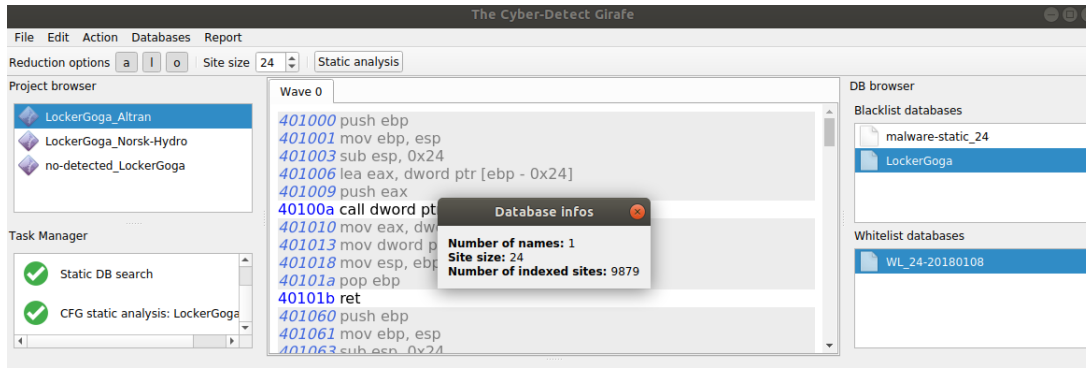 The Cyber-Detect Girafe
File Edit Action Databases Report
Reduction options a l o Site size 24 Static analysis
Project browser
LockerGoga_Altran
LockerGoga_Norsk-Hydro
no-detected_LockerGoga
Task Manager
Static DB search
CFG static analysis: LockerGoga
Wave 0
401000 push ebp
401001 mov ebp, esp
401003 sub esp, 0x24
401006 lea eax, dword ptr [ebp - 0x24]
401009 push eax
40100a call dword pt
401010 mov eax, dw
401013 mov dword p
401018 mov esp, ebp
40101a pop ebp
40101b ret
401060 push ebp
401061 mov ebp, esp
401063 sub esp, 0x24
Database infos
Number of names: 1
Site size: 24
Number of indexed sites: 9879
DB browser
Blacklist databases
malware-static_24
LockerGoga
Whitelist databases
WL_24-20180108